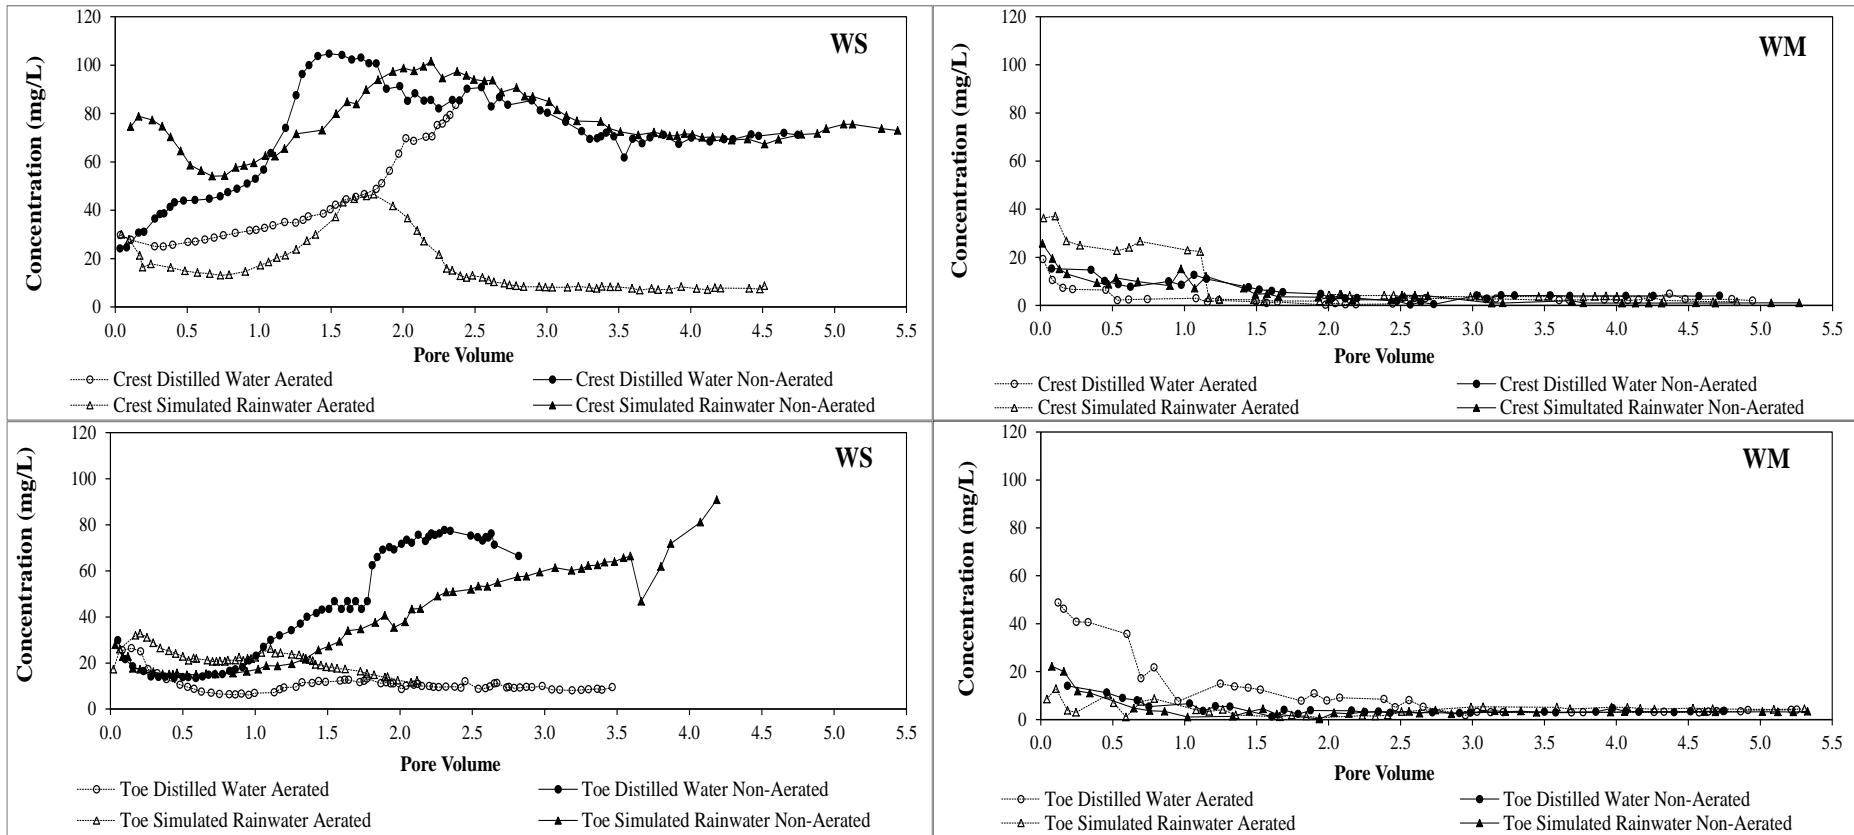 WS
Concentration (mg/L)
120
100
80
60
40
20
0
0.0 0.5 1.0 1.5 2.0 2.5 3.0 3.5 4.0 4.5 5.0 5.5
Pore Volume
Crest Distilled Water Aerated
Crest Distilled Water Non-Aerated
Crest Simulated Rainwater Aerated
Crest Simulated Rainwater Non-Aerated
WM
Concentration (mg/L)
120
100
80
60
40
20
0
0.0 0.5 1.0 1.5 2.0 2.5 3.0 3.5 4.0 4.5 5.0 5.5
Pore Volume
Crest Distilled Water Aerated
Crest Distilled Water Non-Aerated
Crest Simulated Rainwater Aerated
Crest Simultated Rainwater Non-Aerated
WS
Concentration (mg/L)
120
100
80
60
40
20
0
0.0 0.5 1.0 1.5 2.0 2.5 3.0 3.5 4.0 4.5 5.0 5.5
Pore Volume
Toe Distilled Water Aerated
Toe Distilled Water Non-Aerated
Toe Simulated Rainwater Aerated
Toe Simulated Rainwater Non-Aerated
WM
Concentration (mg/L)
120
100
80
60
40
20
0
0.0 0.5 1.0 1.5 2.0 2.5 3.0 3.5 4.0 4.5 5.0 5.5
Pore Volume
Toe Distilled Water Aerated
Toe Distilled Water Non-Aerated
Toe Simulated Rainwater Aerated
Toe Simulated Rainwater Non-Aerated